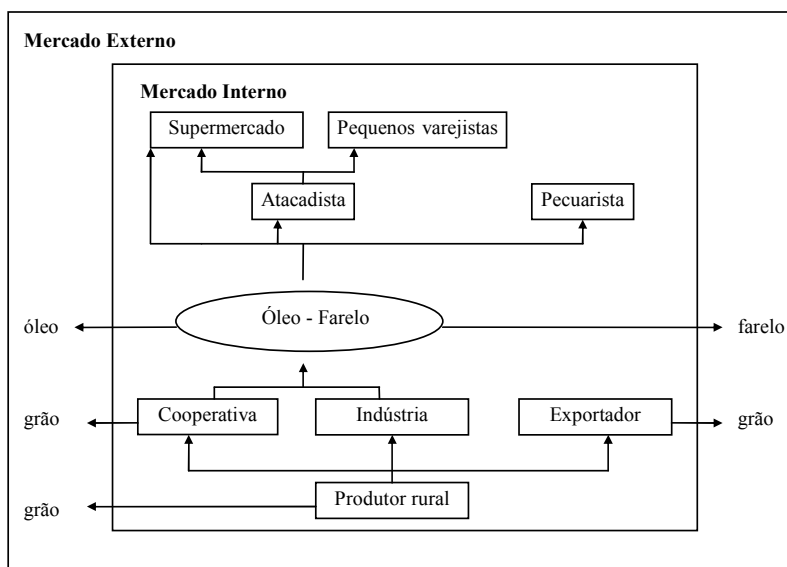 Mercado Externo
Mercado Interno
Supermercado
Pequenos varejistas
Atacadista
Pecuarista
óleo
Óleo - Farelo
farelo
grão
Cooperativa
Indústria
Exportador
grão
grão
Produtor rural